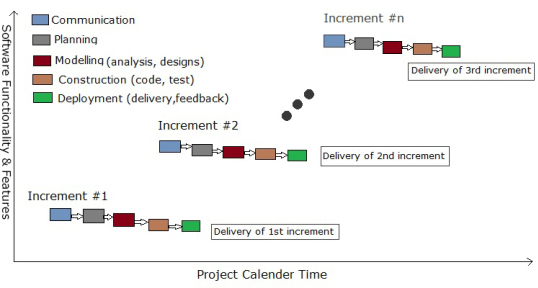 Communication
Planning
Modelling (analysis, designs)
Construction (code, test)
Deployment (delivery,feedback)
Increment #n
Delivery of 3rd increment
Increment #2
Delivery of 2nd increment
Increment #1
Delivery of 1st increment
Software Functionality & Features
Project Calender Time